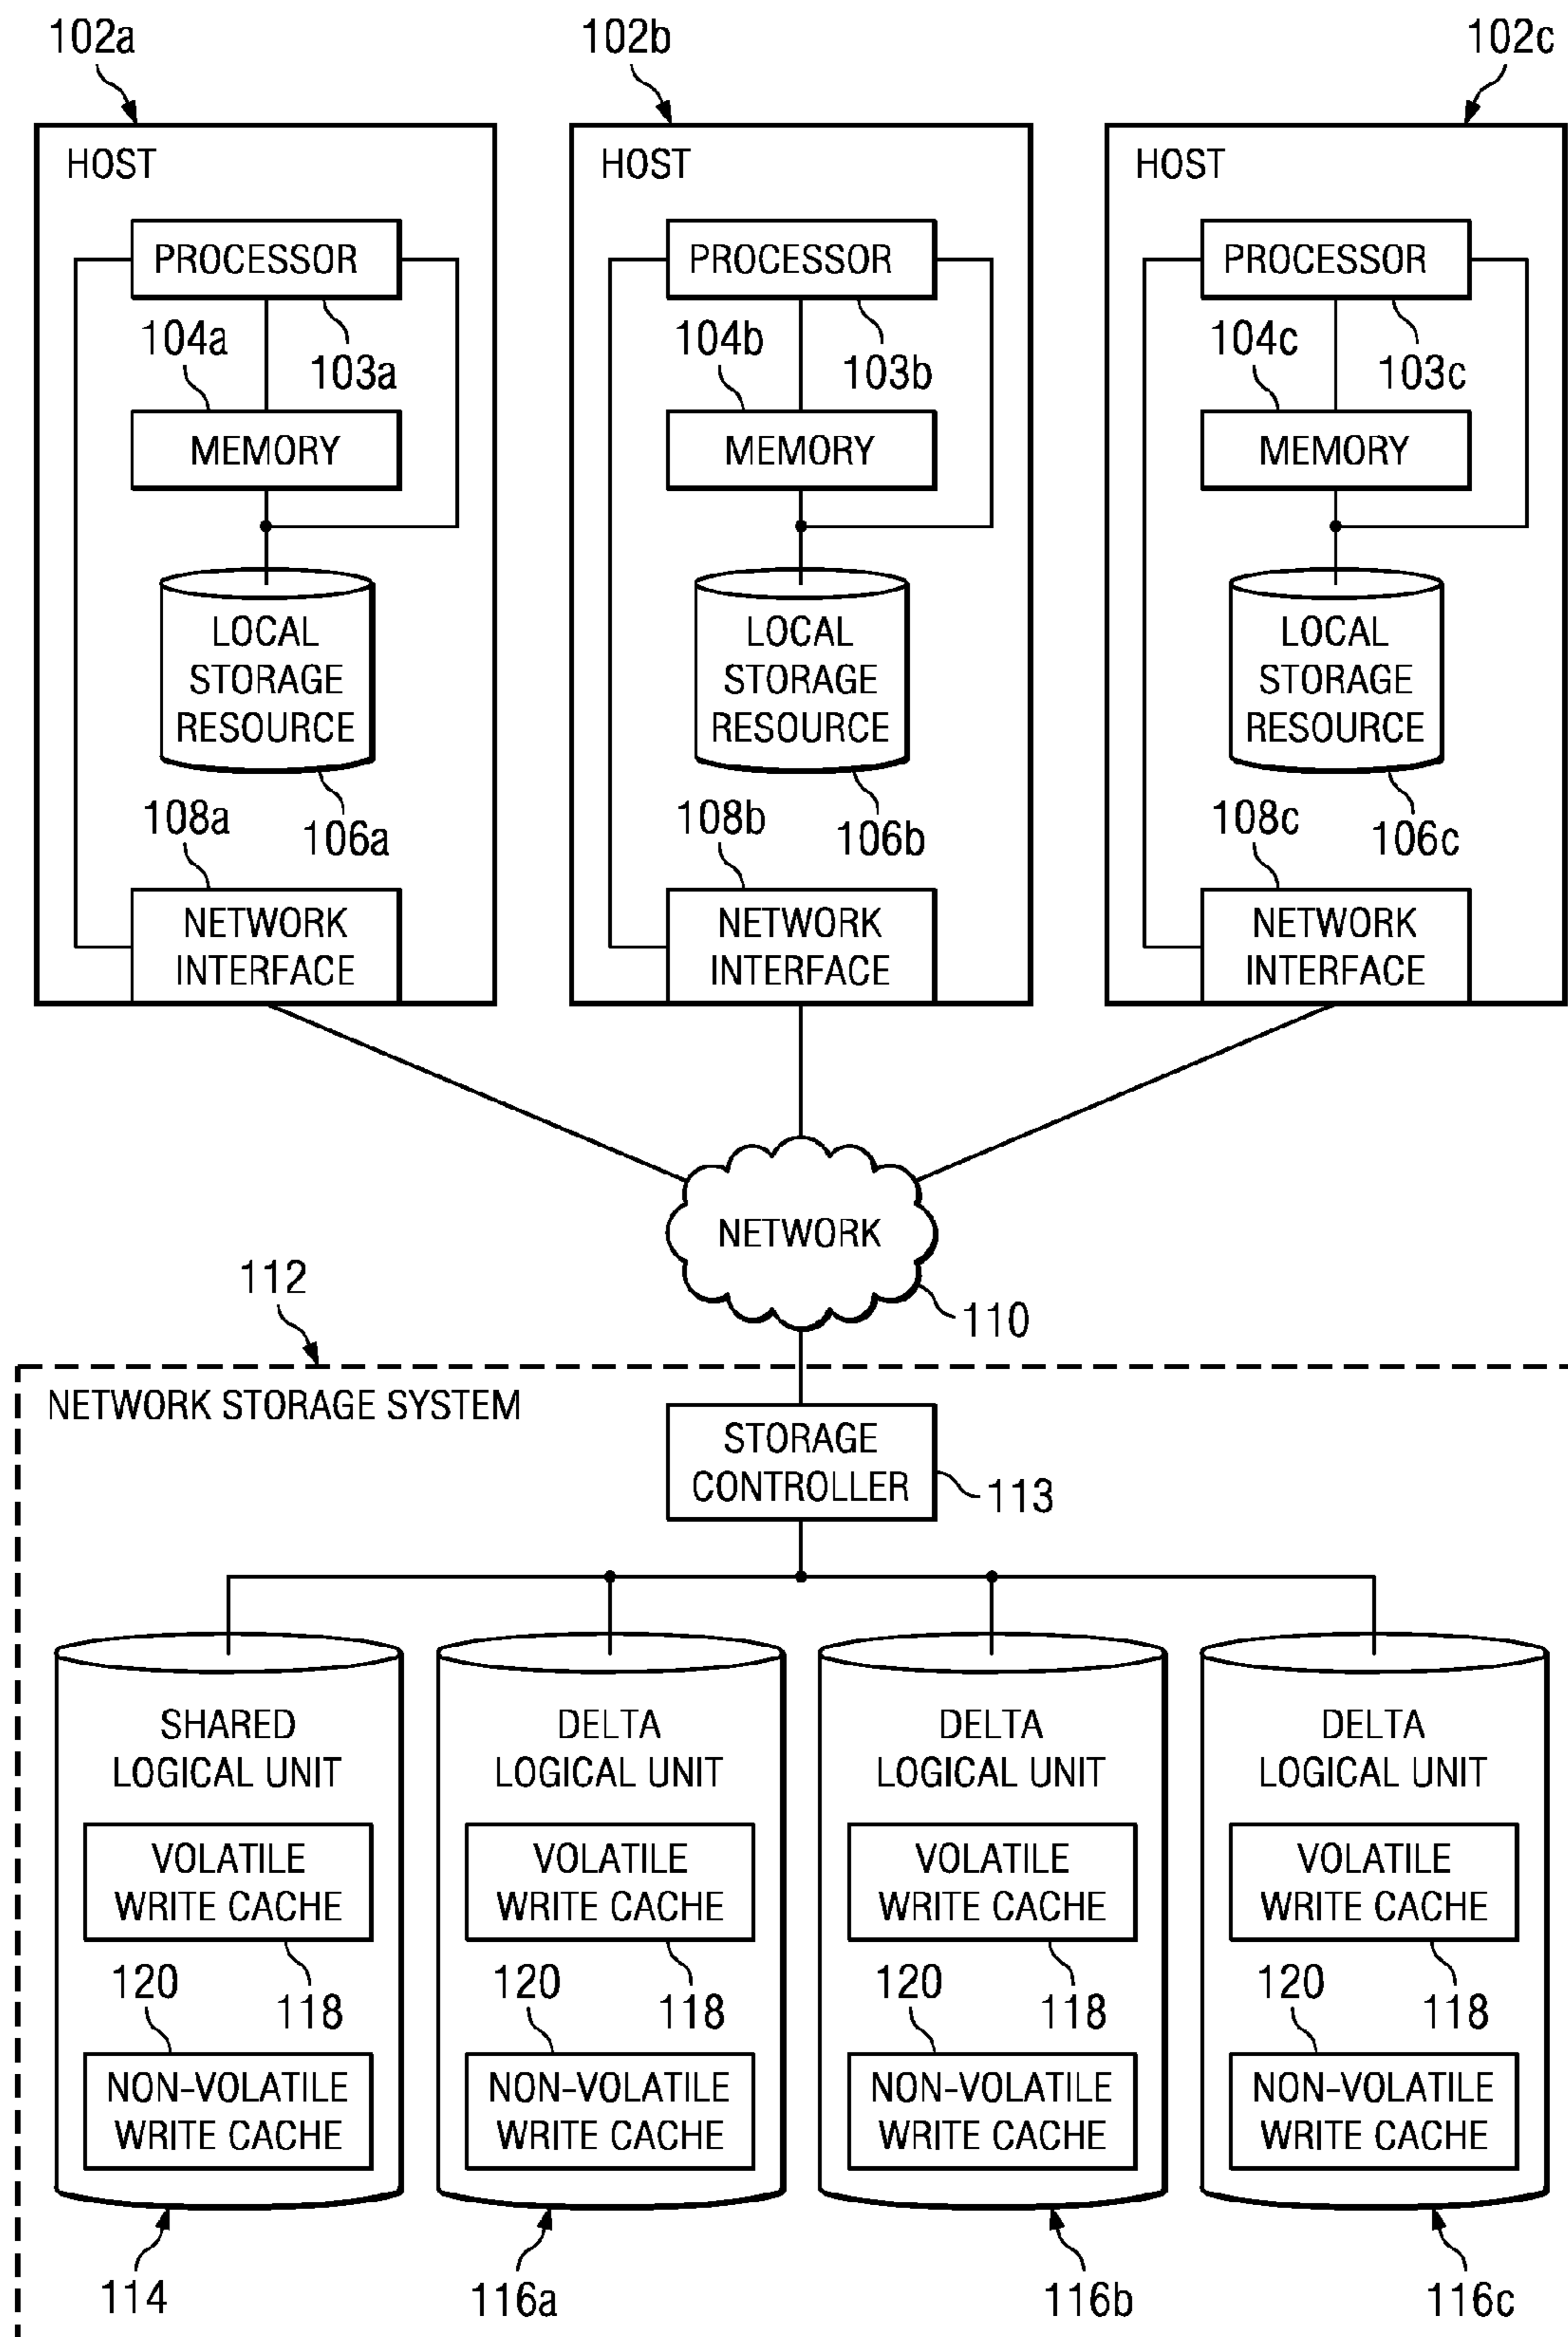 102a
102b
102c
HOST
HOST
HOST
PROCESSOR
PROCESSOR
PROCESSOR
104a
103a
104b
103b
104c
103c
MEMORY
MEMORY
MEMORY
LOCAL
STORAGE
RESOURCE
LOCAL
STORAGE
RESOURCE
LOCAL
STORAGE
RESOURCE
108a
106a
108b
106b
108c
106c
NETWORK
INTERFACE
NETWORK
INTERFACE
NETWORK
INTERFACE
NETWORK
110
112
NETWORK STORAGE SYSTEM
STORAGE
CONTROLLER
113
SHARED
LOGICAL UNIT
DELTA
LOGICAL UNIT
DELTA
LOGICAL UNIT
DELTA
LOGICAL UNIT
VOLATILE
WRITE CACHE
VOLATILE
WRITE CACHE
VOLATILE
WRITE CACHE
VOLATILE
WRITE CACHE
120
118
120
118
120
118
120
118
NON-VOLATILE
WRITE CACHE
NON-VOLATILE
WRITE CACHE
NON-VOLATILE
WRITE CACHE
NON-VOLATILE
WRITE CACHE
114
116a
116b
116c